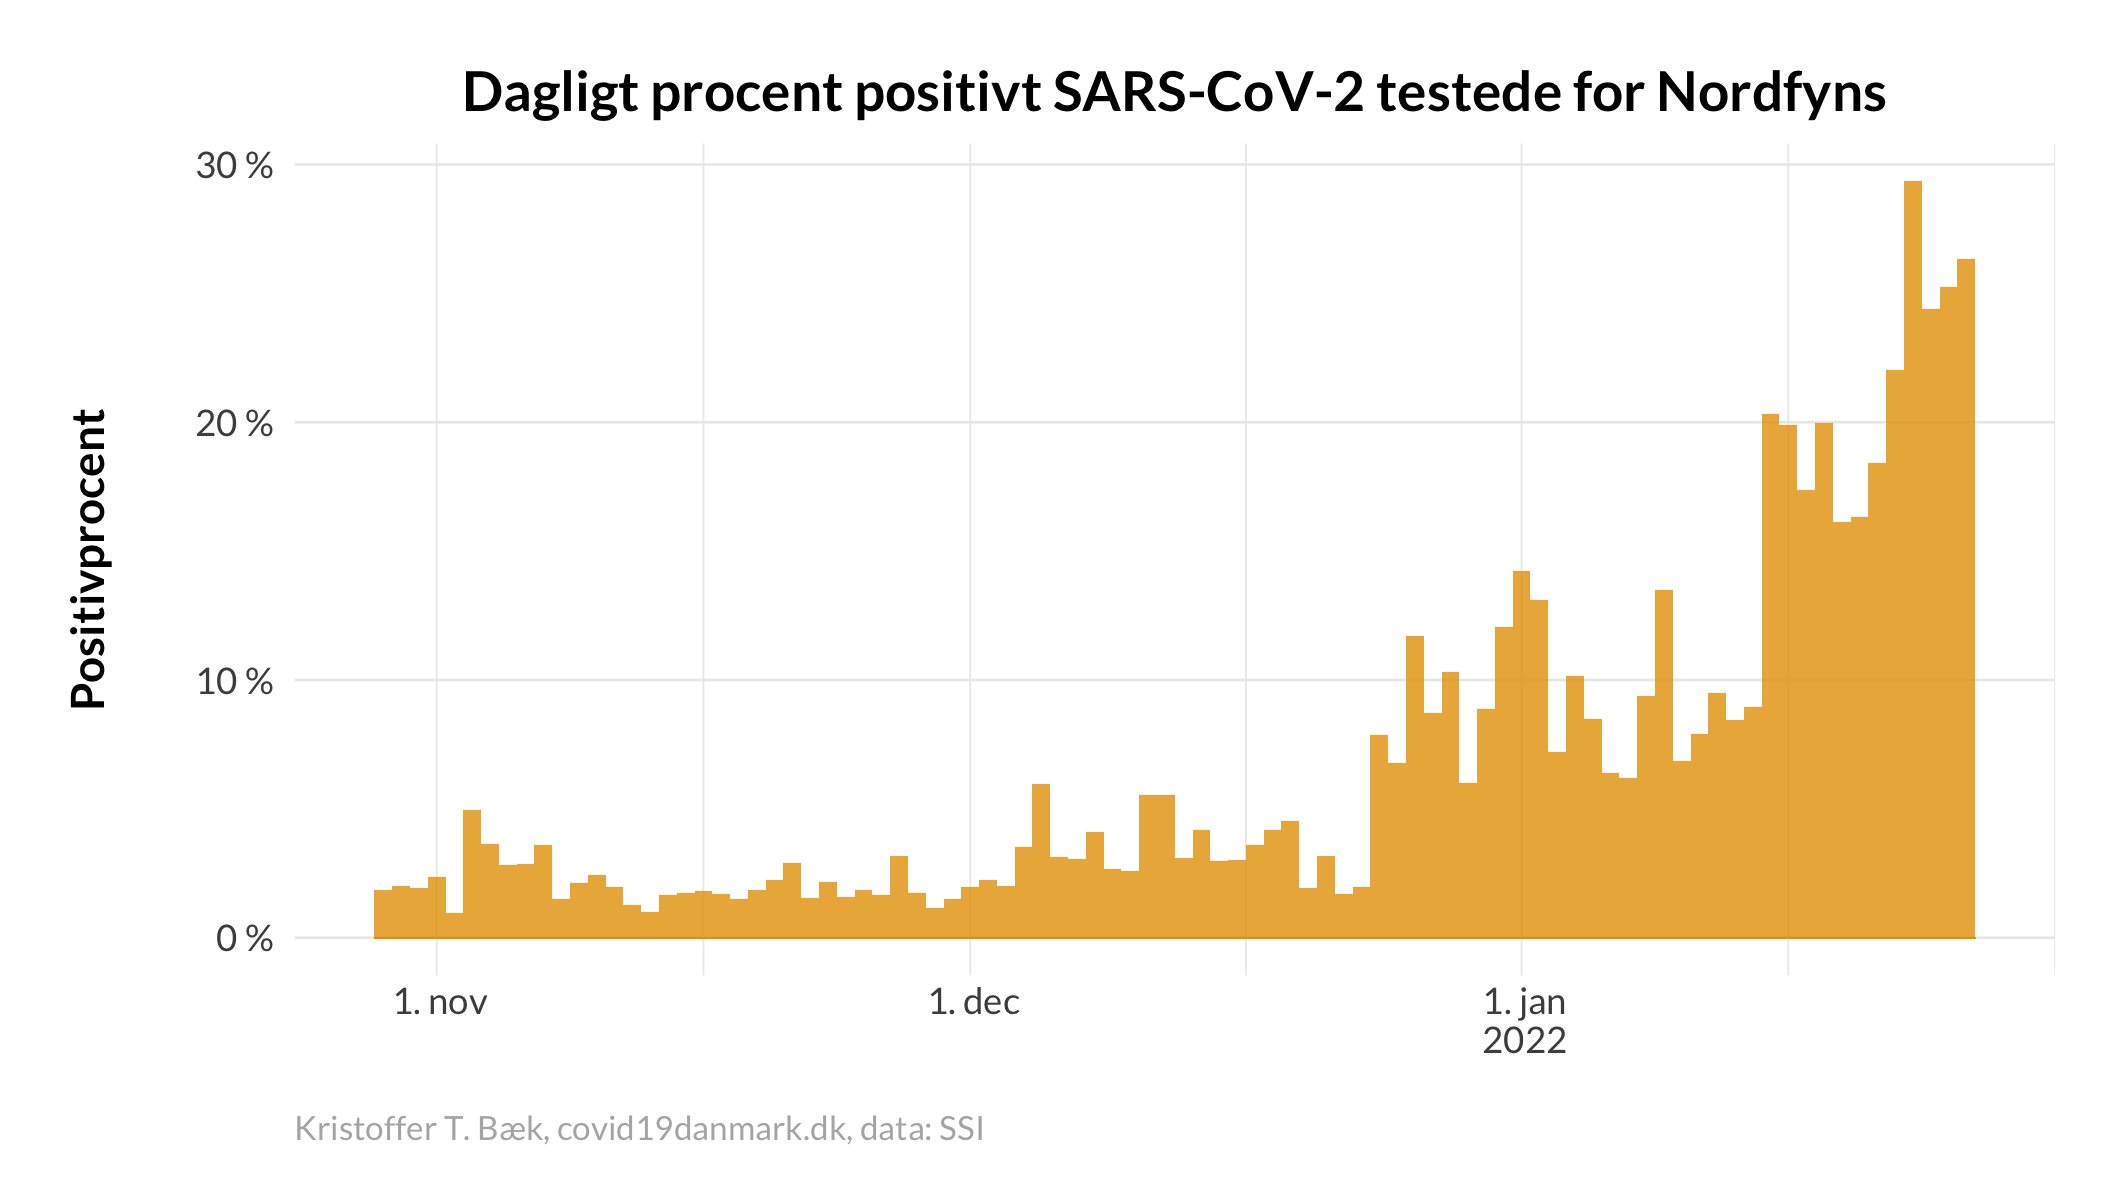 Dagligt procent positivt SARS-CoV-2 testede for Nordfyns
Positivprocent
30 %
20 %
10 %
0 %
1. nov
1. dec
1. jan
2022
Kristoffer T. Bæk, covid19danmark.dk, data: SSI